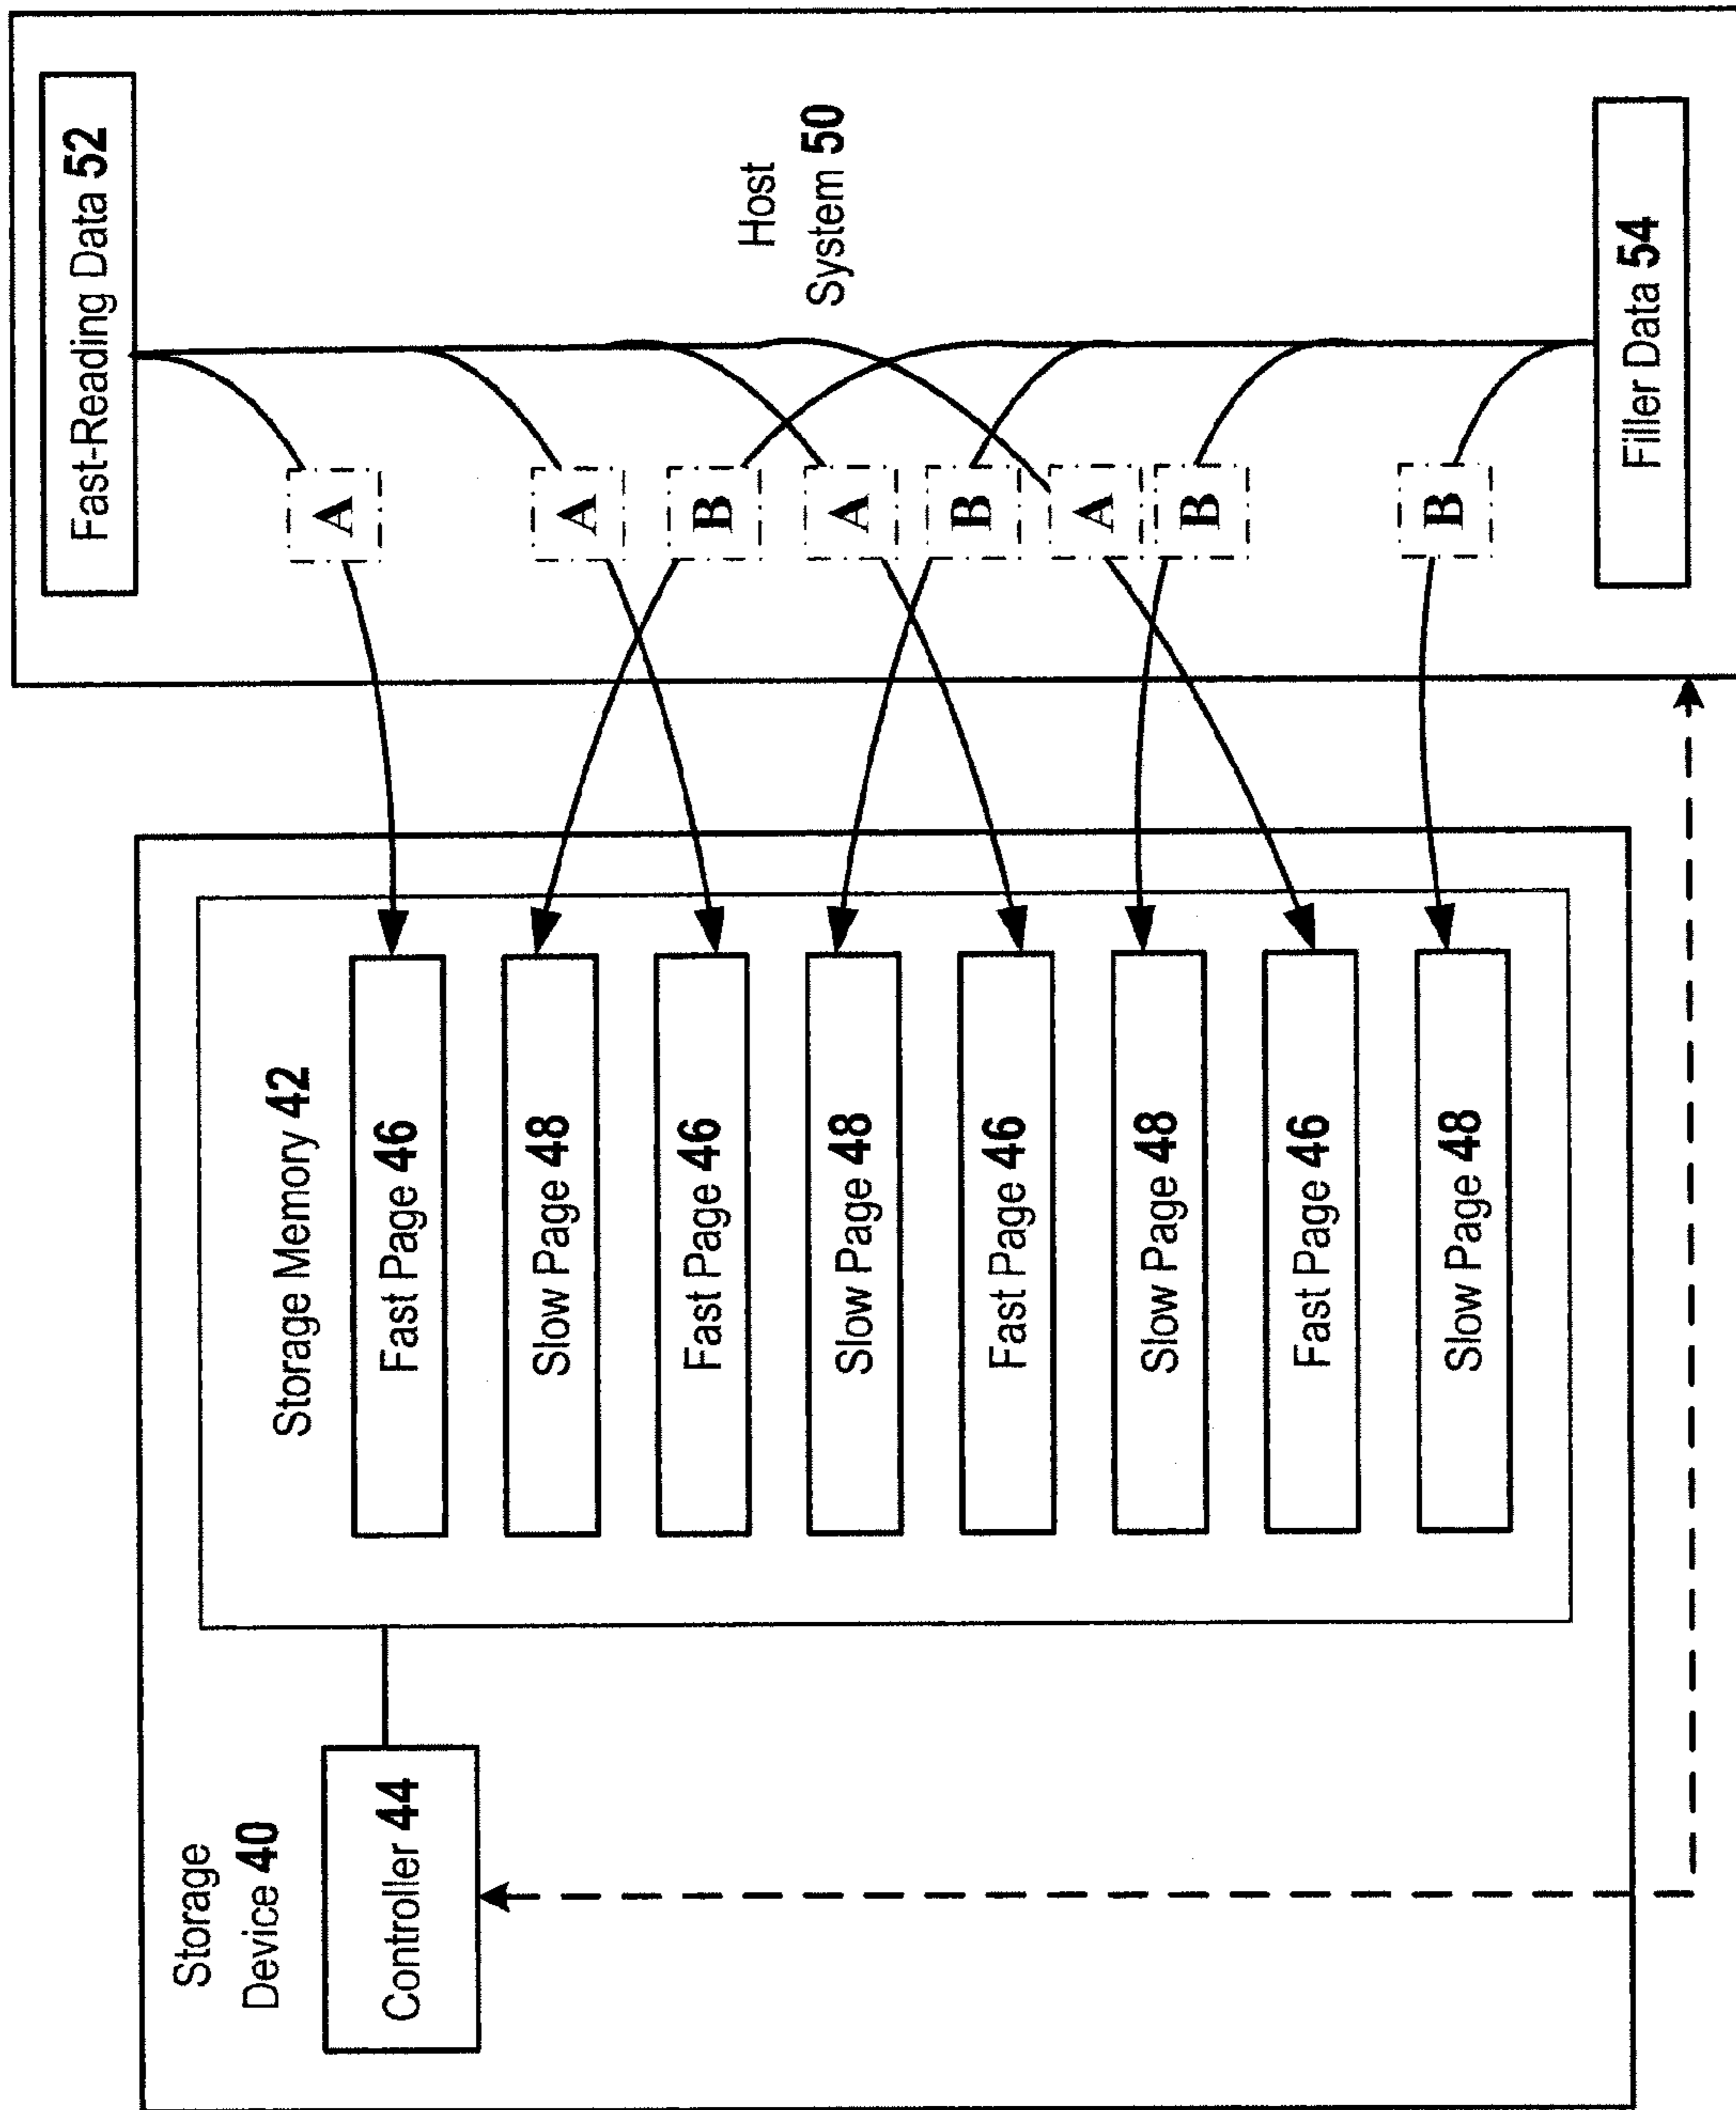 Storage
Device 40
Controller 44
Storage Memory 42
Fast Page 46
Slow Page 48
Fast Page 46
Slow Page 48
Fast Page 46
Slow Page 48
Fast Page 46
Slow Page 48
Fast-Reading Data 52
A
A
B
A
B
A
B
B
Host
System 50
Filler Data 54